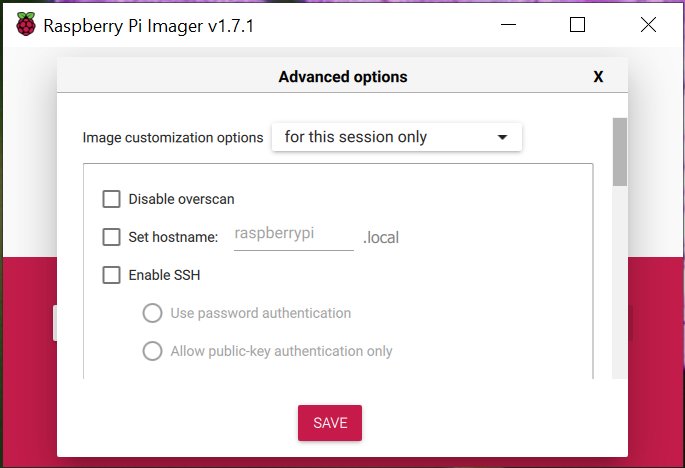 Raspberry Pi Imager v1.7.1
Advanced options X
Image customization options for this session only
Disable overscan
Set hostname: raspberrypi .local
Enable SSH
Use password authentication
Allow public-key authentication only
SAVE